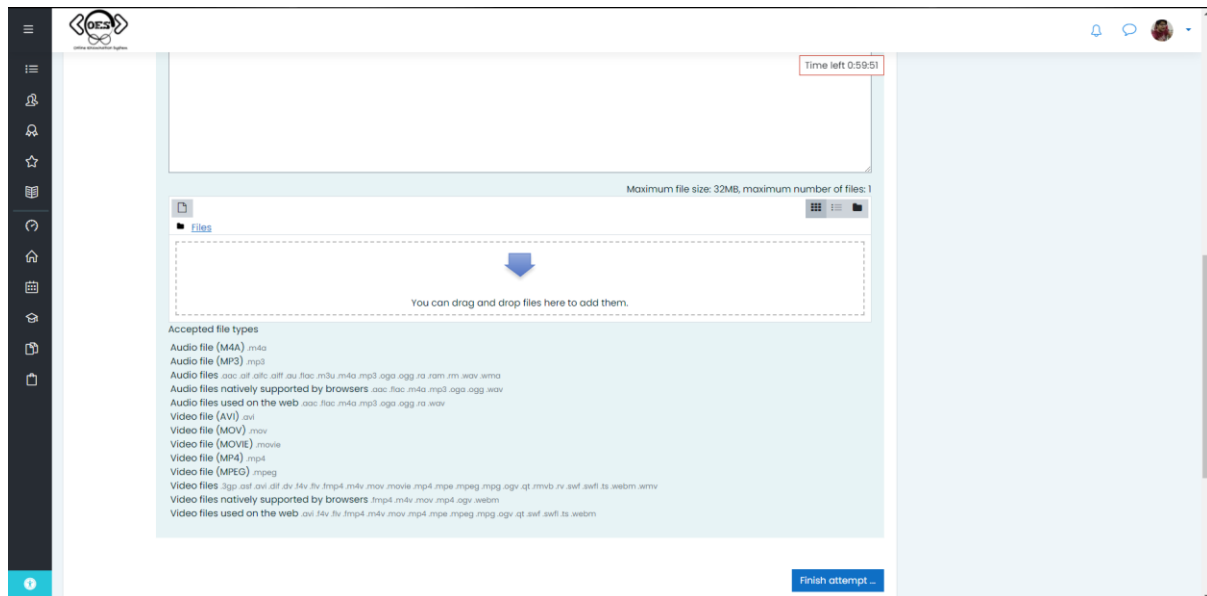 OES
Online Examination System
Time left 0:59:51
Maximum file size: 32MB, maximum number of files: 1
Files
You can drag and drop files here to add them.
Accepted file types
Audio file (M4A) .m4a
Audio file (MP3) .mp3
Audio files .aac .aif .aifc .aiff .au .flac .m3u .m4a .mp3 .oga .ogg .ra .ram .rm .wav .wma
Audio files natively supported by browsers .aac .flac .m4a .mp3 .oga .ogg .wav
Audio files used on the web .aac .flac .m4a .mp3 .oga .ogg .ra .wav
Video file (AVI) .avi
Video file (MOV) .mov
Video file (MOVIE) .movie
Video file (MP4) .mp4
Video file (MPEG) .mpeg
Video files .3gp .asf .avi .dif .dv .f4v .flv .fmp4 .m4v .mov .movie .mp4 .mpe .mpeg .mpg .ogv .qt .rmvb .rv .swf .swfl .ts .webm .wmv
Video files natively supported by browsers .fmp4 .m4v .mov .mp4 .ogv .webm
Video files used on the web .avi .f4v .flv .fmp4 .m4v .mov .mp4 .mpe .mpeg .mpg .ogv .qt .swf .swfl .ts .webm
Finish attempt ...